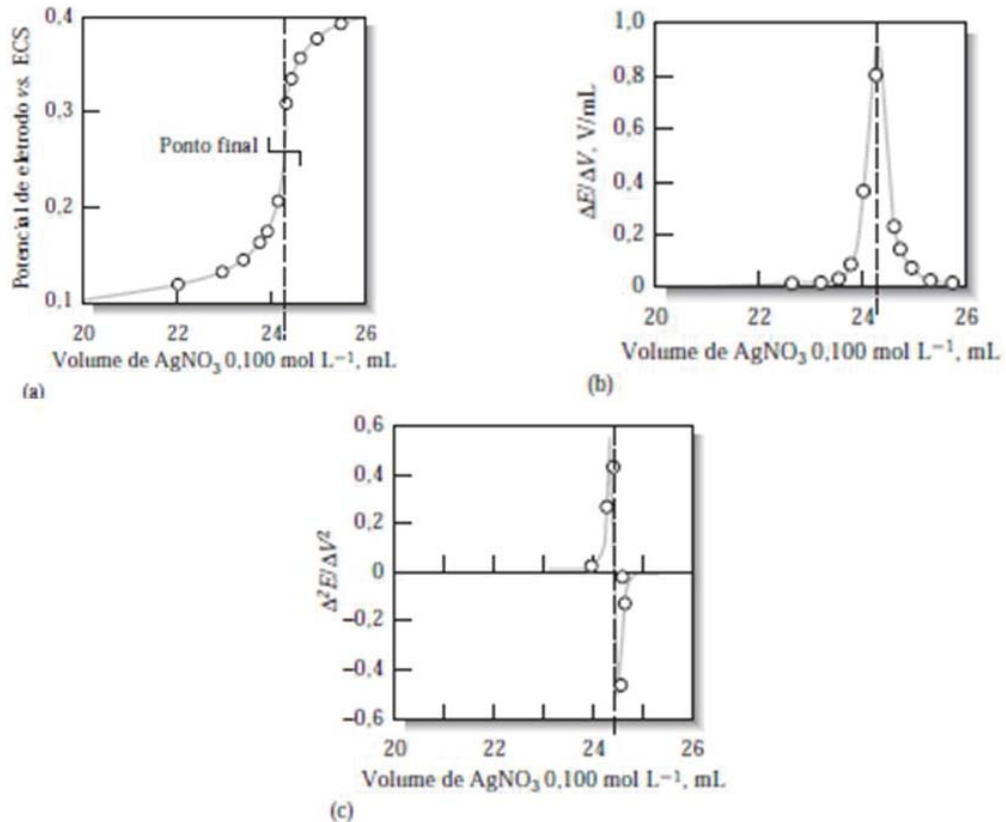 0,4
0,3
0,2
0,1
Potencial de eletrodo vs. ECS
Ponto final
20 22 24 26
Volume de AgNO₃ 0,100 mol L⁻¹, mL
(a)
1,0
0,8
0,6
0,4
0,2
0
ΔE/ΔV, V/mL
20 22 24 26
Volume de AgNO₃ 0,100 mol L⁻¹, mL
(b)
0,6
0,4
0,2
0
−0,2
−0,4
−0,6
Δ²E/ΔV²
20 22 24 26
Volume de AgNO₃ 0,100 mol L⁻¹, mL
(c)